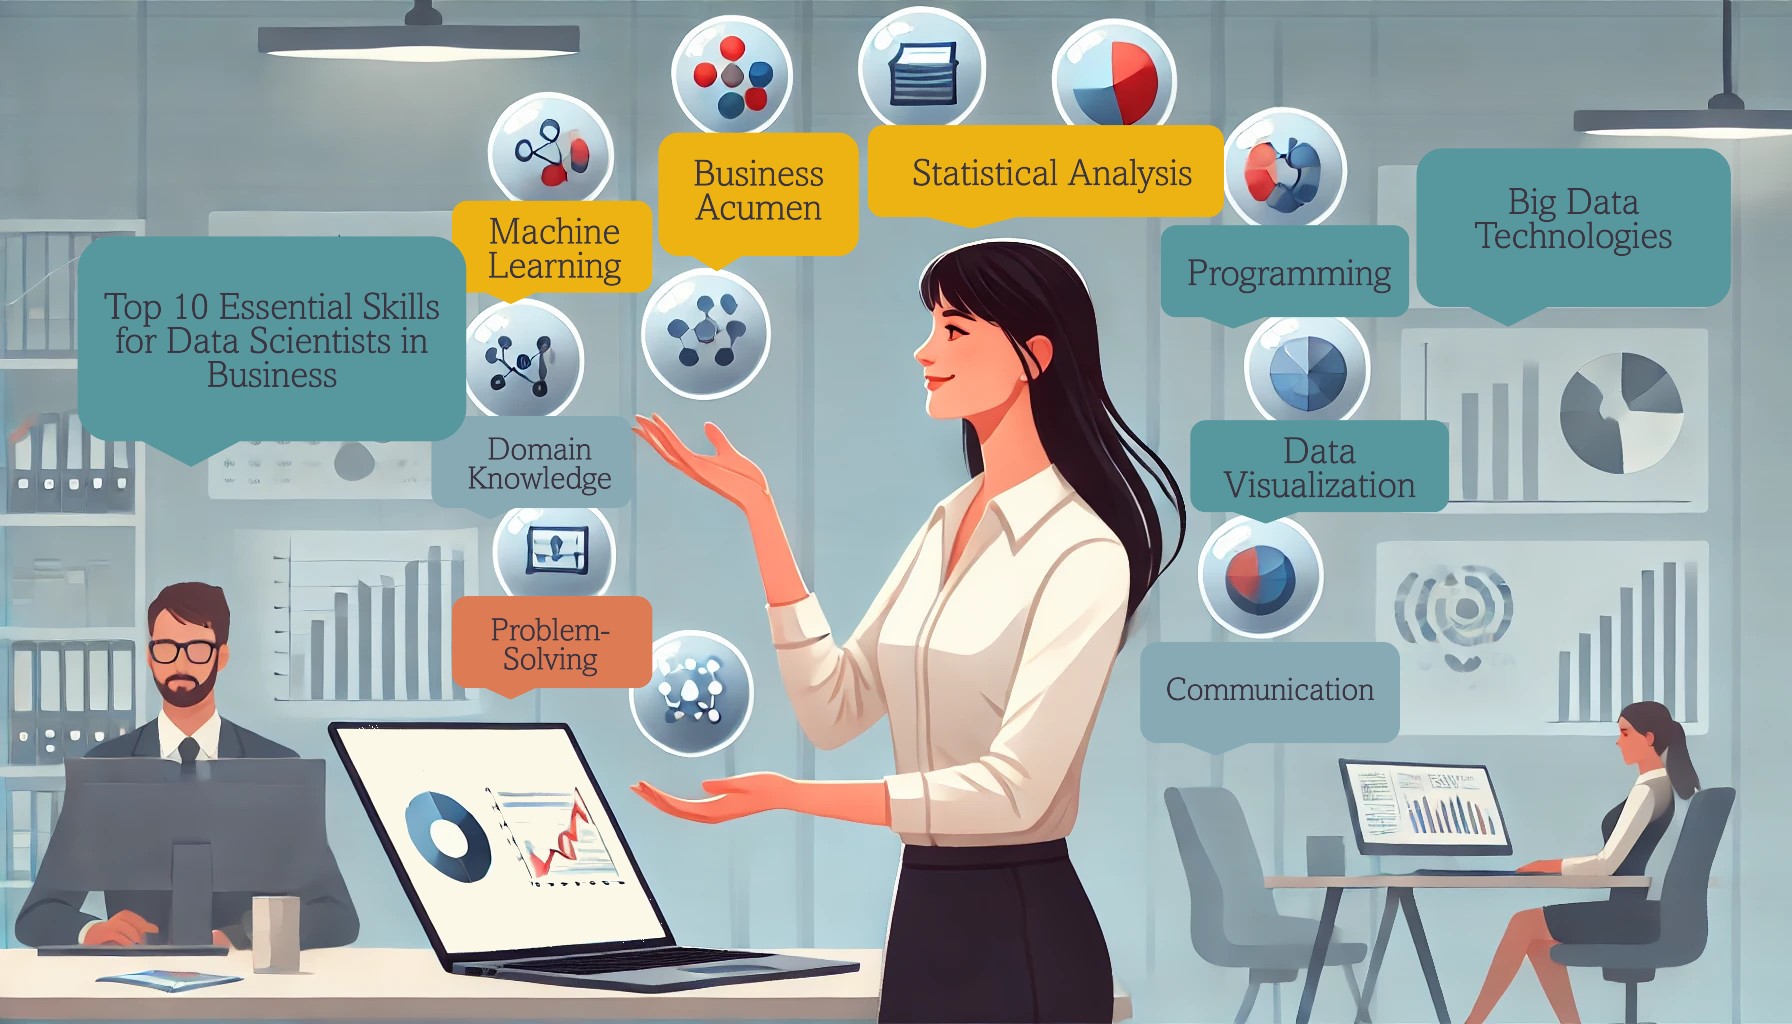 Top 10 Essential Skills
for Data Scientists in
Business
Machine
Learning
Business
Acumen
Statistical Analysis
Programming
Big Data
Technologies
Domain
Knowledge
Data
Visualization
Problem-
Solving
Communication